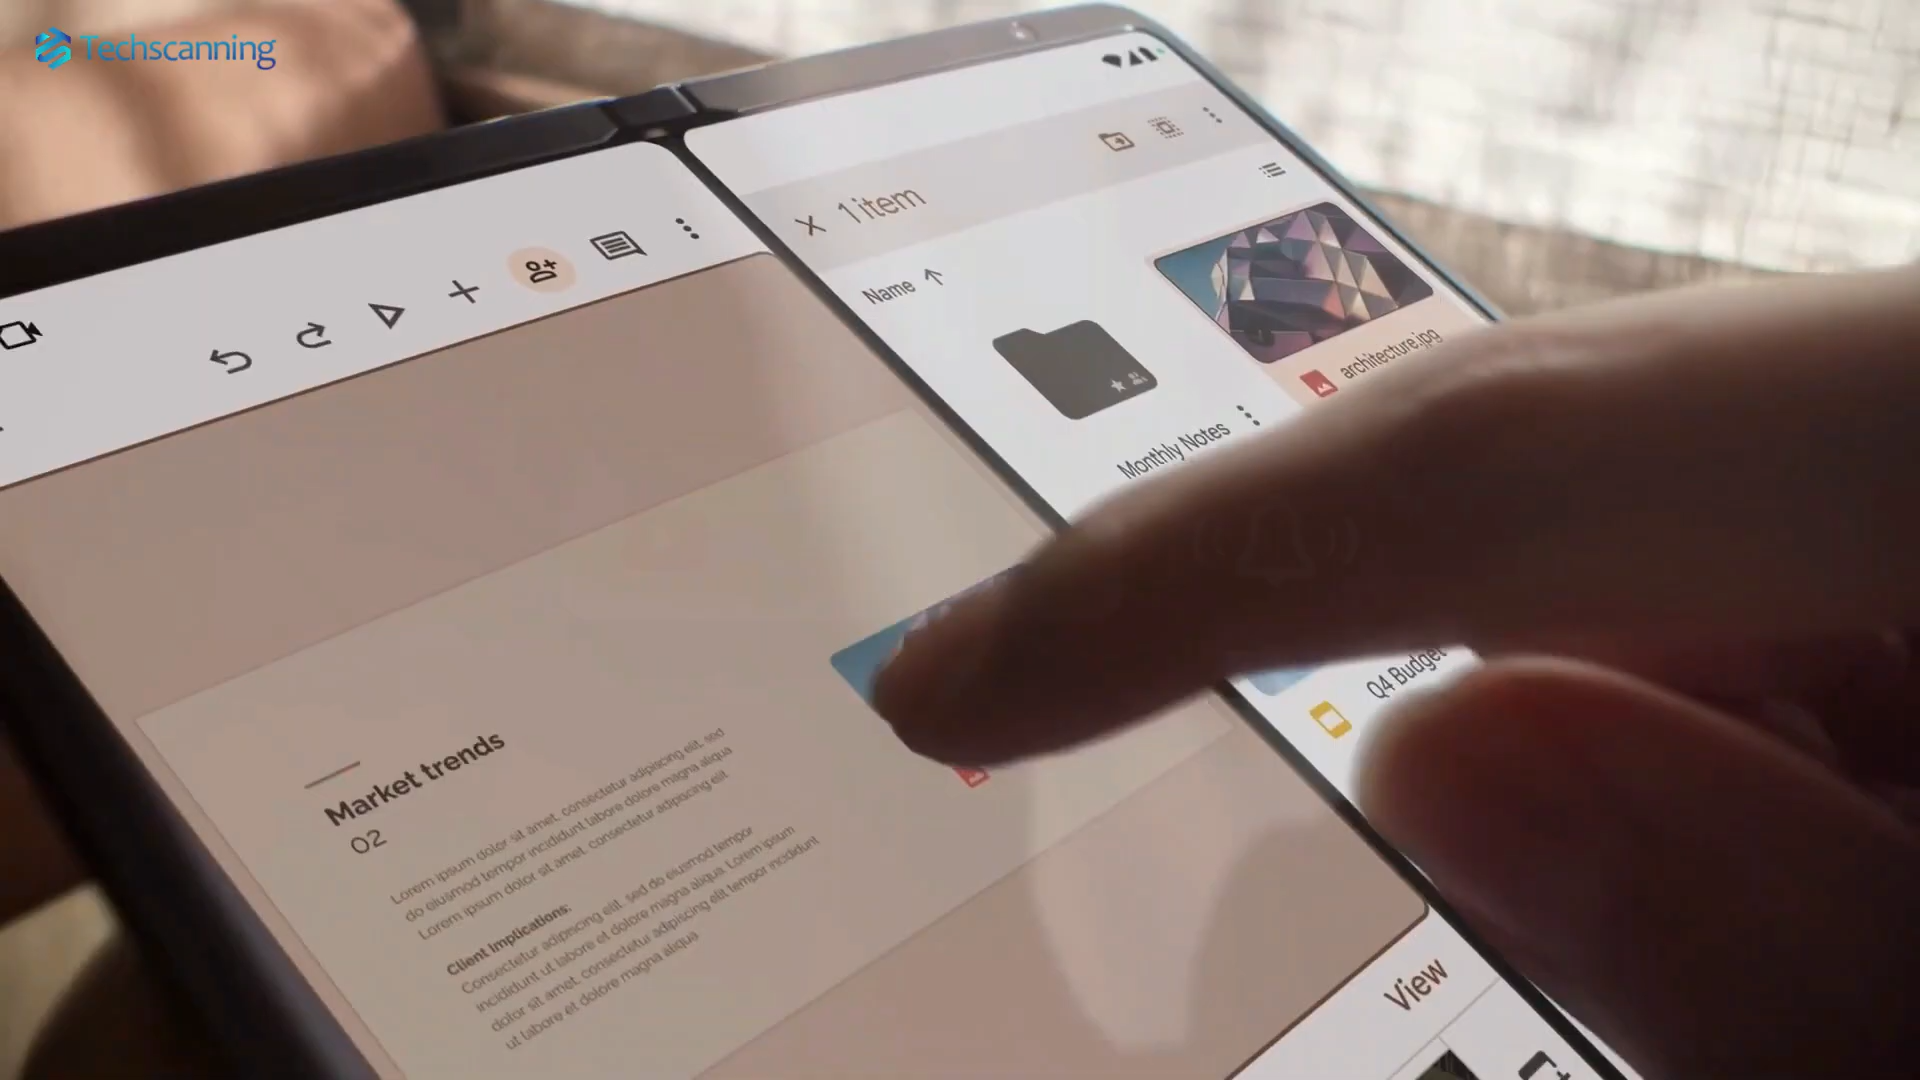 Techscanning
1 item
Name
architecture.jpg
Monthly Notes
Q4 Budget
Market trends
02
Lorem ipsum dolor sit amet, consectetur adipiscing elit, sed
do eiusmod tempor incididunt labore dolore magna aliqua
Lorem ipsum dolor sit amet, consectetur adipacing elit
Client Implications:
Consectetur adipiscing elit, sed do eiusmod tempor
incididunt ut labore et dolore magna aliqua. Lorem ipsum
dolor sit amet, consectetur adipiscing elit tempor incididunt
ut labore et dolore magna aliqua
View